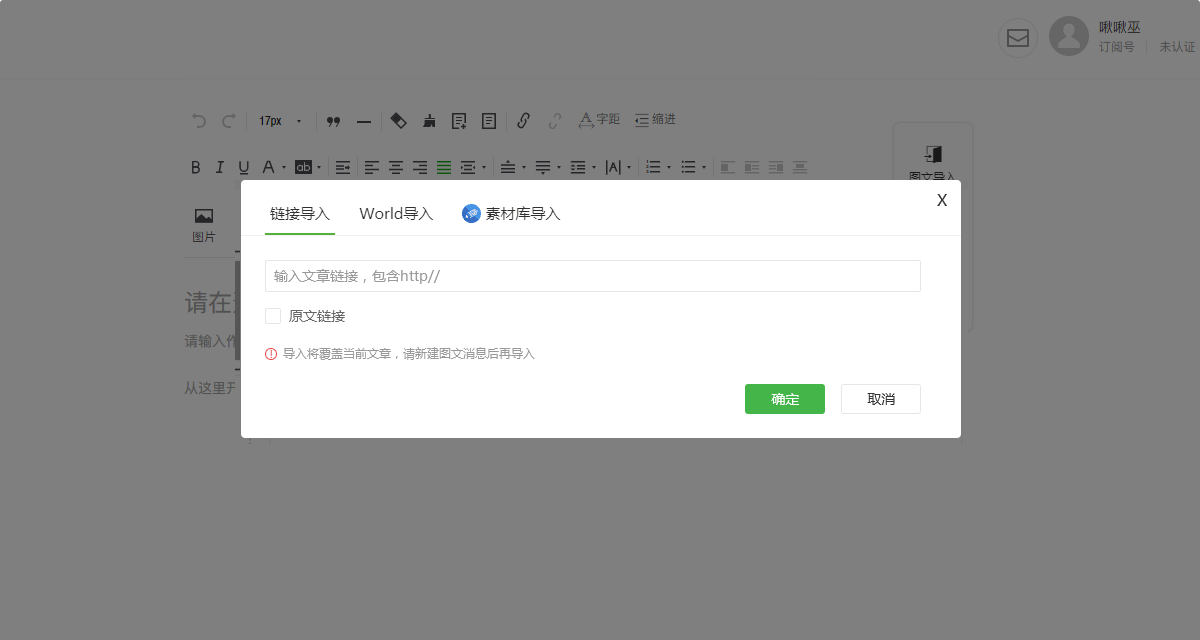 啾啾巫
订阅号 未认证
17px
字距 缩进
图文导入
图片
X
链接导入 World导入 素材库导入
请在
输入文章链接，包含http//
原文链接
请输入作
导入将覆盖当前文章，请新建图文消息后再导入
从这里开
确定 取消